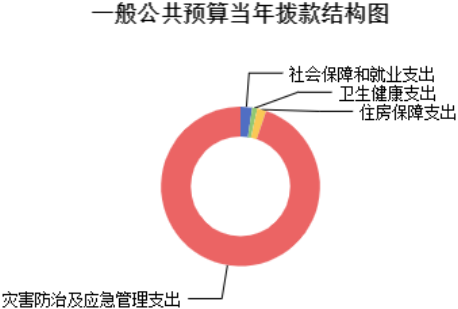 一般公共预算当年拨款结构图
社会保障和就业支出
卫生健康支出
住房保障支出
灾害防治及应急管理支出